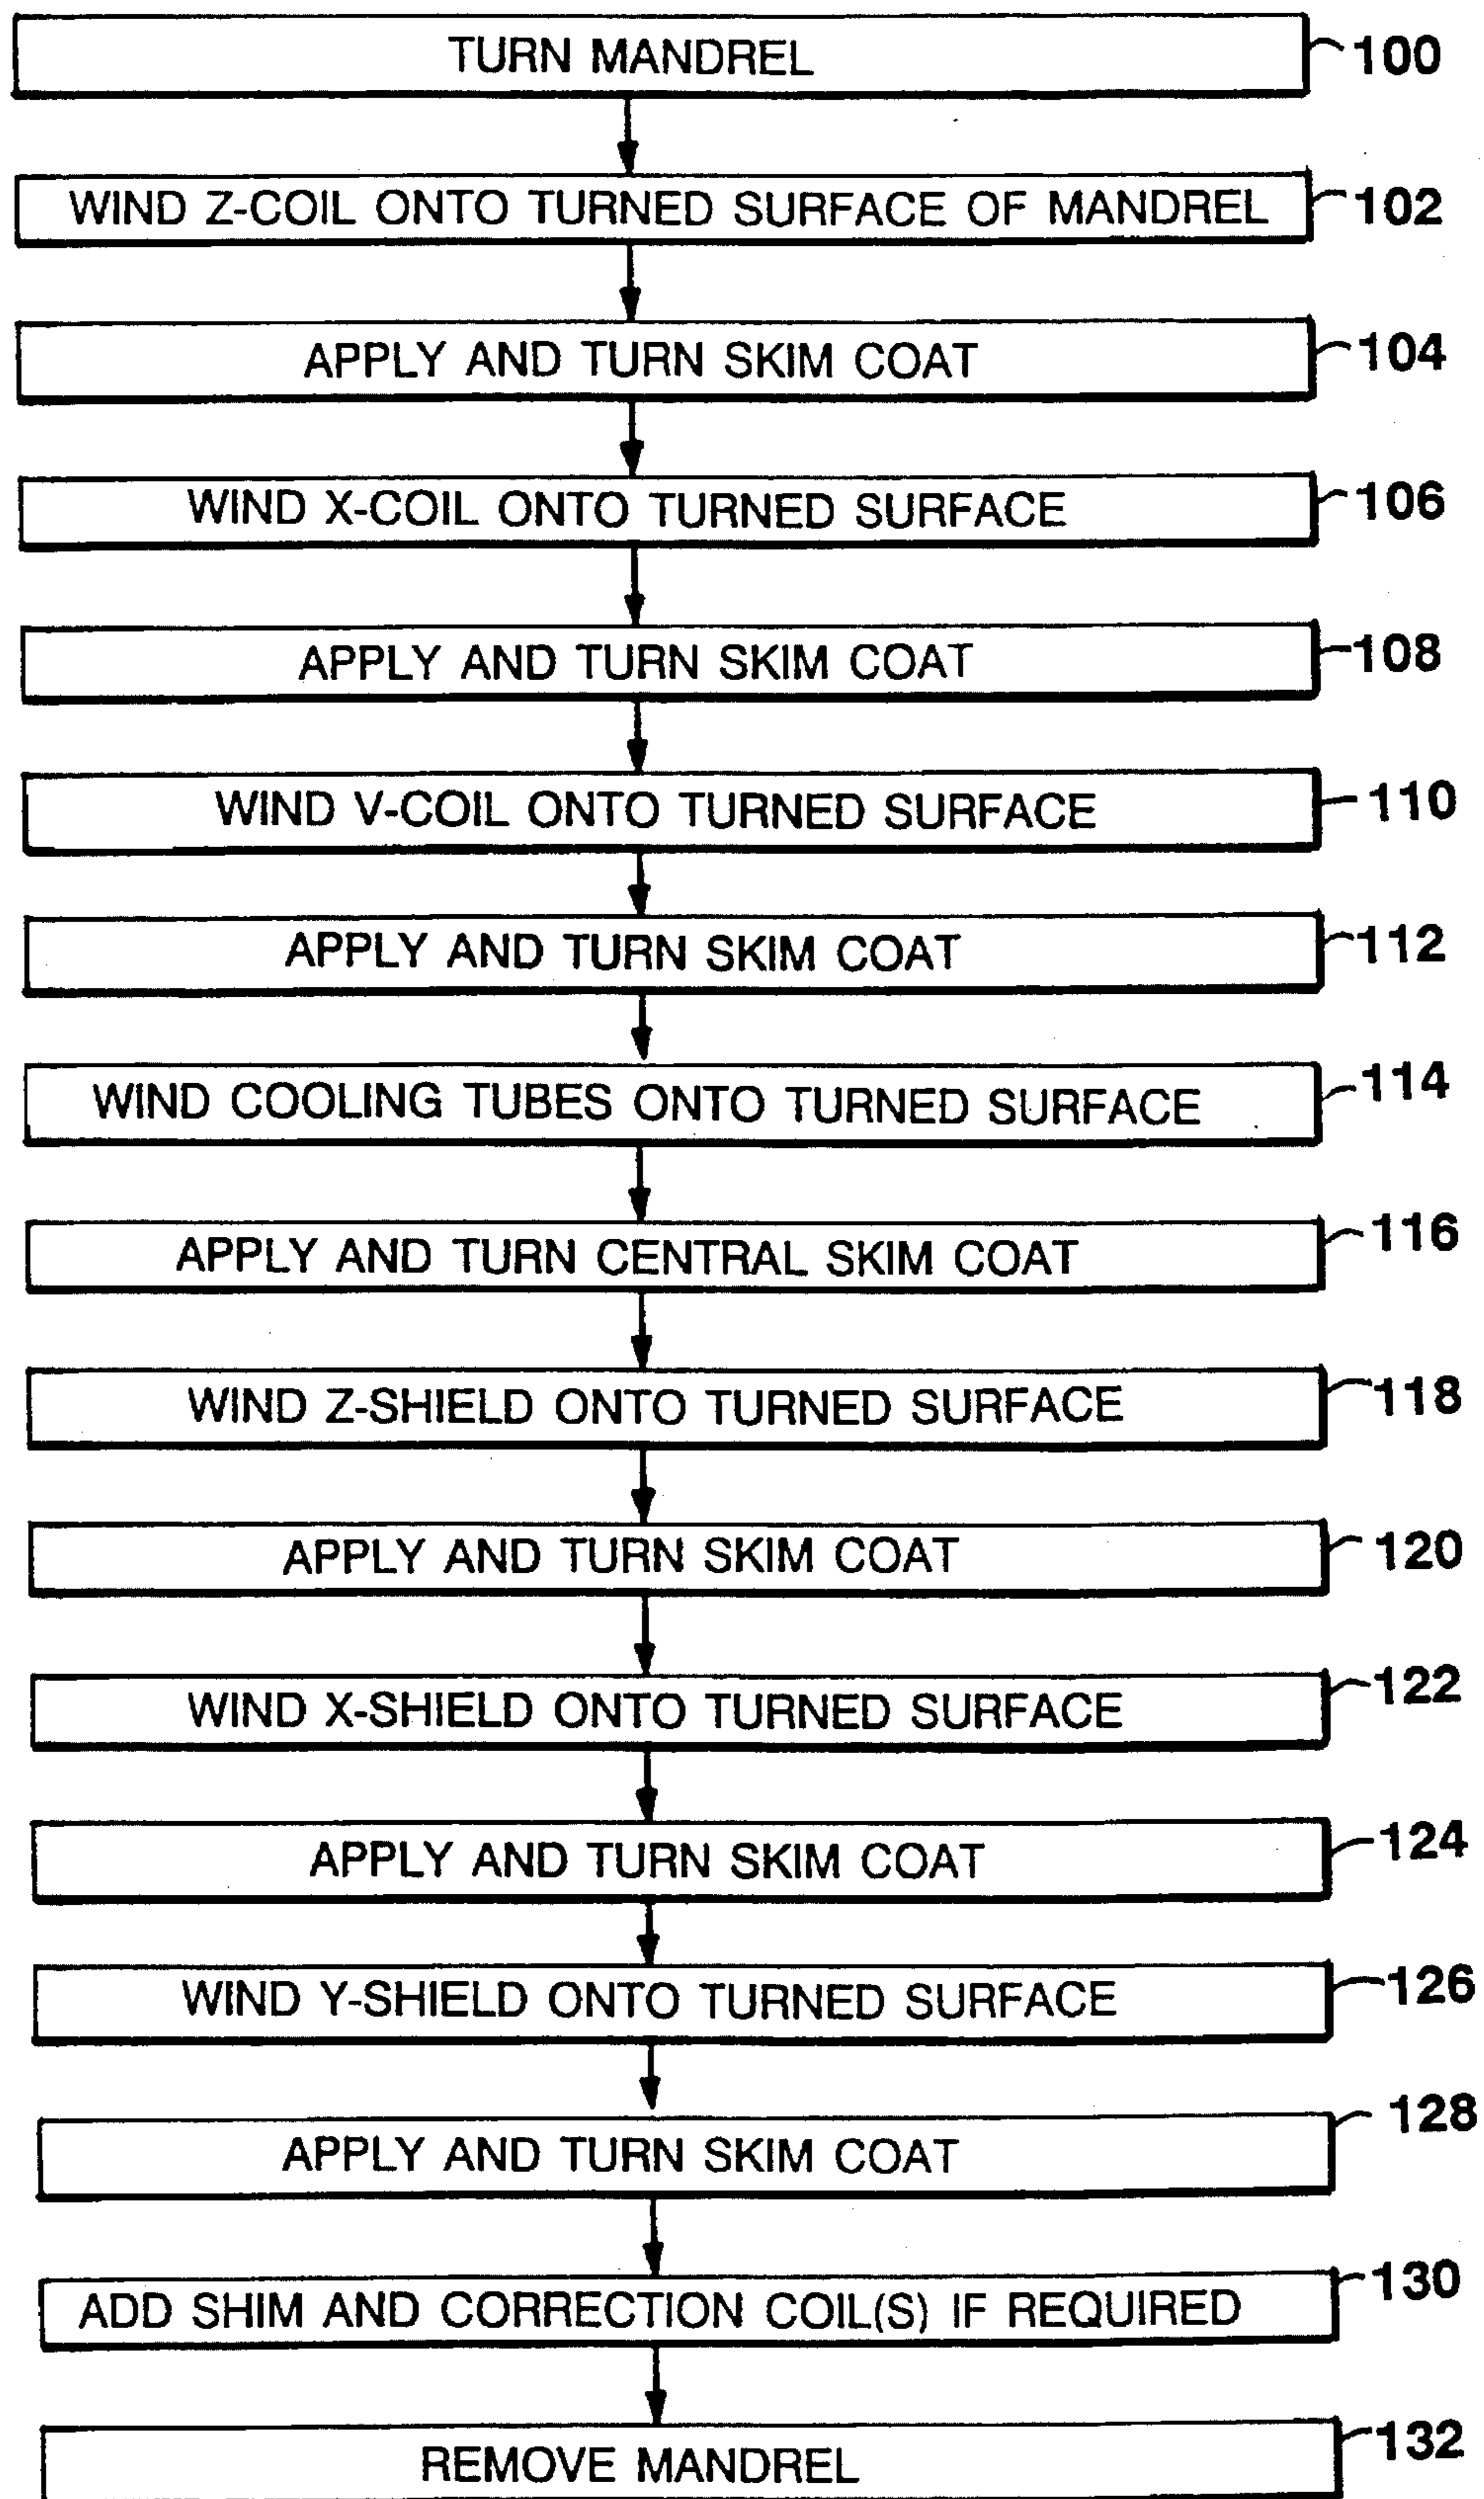 TURN MANDREL 100
WIND Z-COIL ONTO TURNED SURFACE OF MANDREL 102
APPLY AND TURN SKIM COAT 104
WIND X-COIL ONTO TURNED SURFACE 106
APPLY AND TURN SKIM COAT 108
WIND V-COIL ONTO TURNED SURFACE 110
APPLY AND TURN SKIM COAT 112
WIND COOLING TUBES ONTO TURNED SURFACE 114
APPLY AND TURN CENTRAL SKIM COAT 116
WIND Z-SHIELD ONTO TURNED SURFACE 118
APPLY AND TURN SKIM COAT 120
WIND X-SHIELD ONTO TURNED SURFACE 122
APPLY AND TURN SKIM COAT 124
WIND Y-SHIELD ONTO TURNED SURFACE 126
APPLY AND TURN SKIM COAT 128
ADD SHIM AND CORRECTION COIL(S) IF REQUIRED 130
REMOVE MANDREL 132